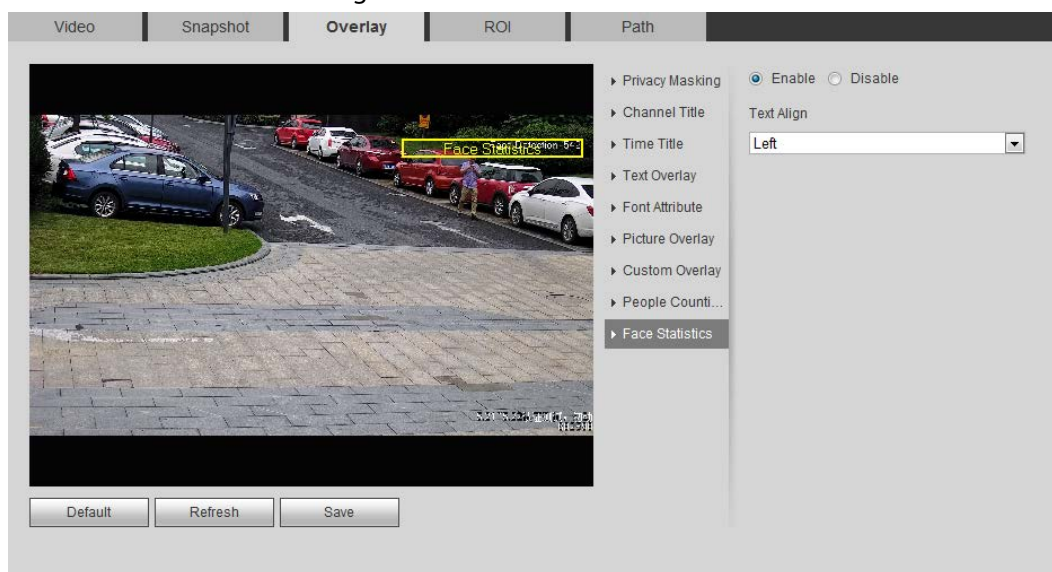 Video Snapshot Overlay ROI Path
Privacy Masking
Enable Disable
Channel Title
Text Align
Time Title
Left
Face Statistics
Text Overlay
Font Attribute
Picture Overlay
Custom Overlay
People Counti...
Face Statistics
Default Refresh Save